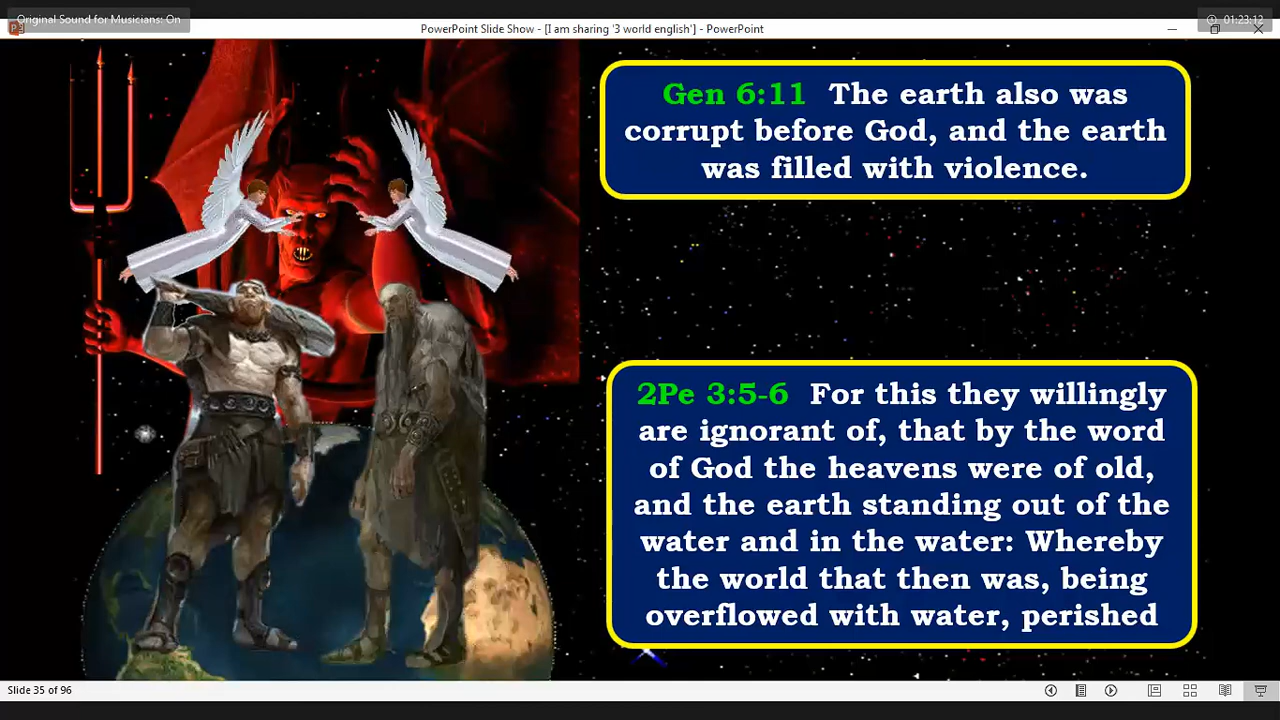 Original Sound for Musicians: On
01:23:12
PowerPoint Slide Show - [I am sharing '3 world english'] - PowerPoint
Gen 6:11 The earth also was
corrupt before God, and the earth
was filled with violence.
2Pe 3:5-6 For this they willingly
are ignorant of, that by the word
of God the heavens were of old,
and the earth standing out of the
water and in the water: Whereby
the world that then was, being
overflowed with water, perished
Slide 35 of 96